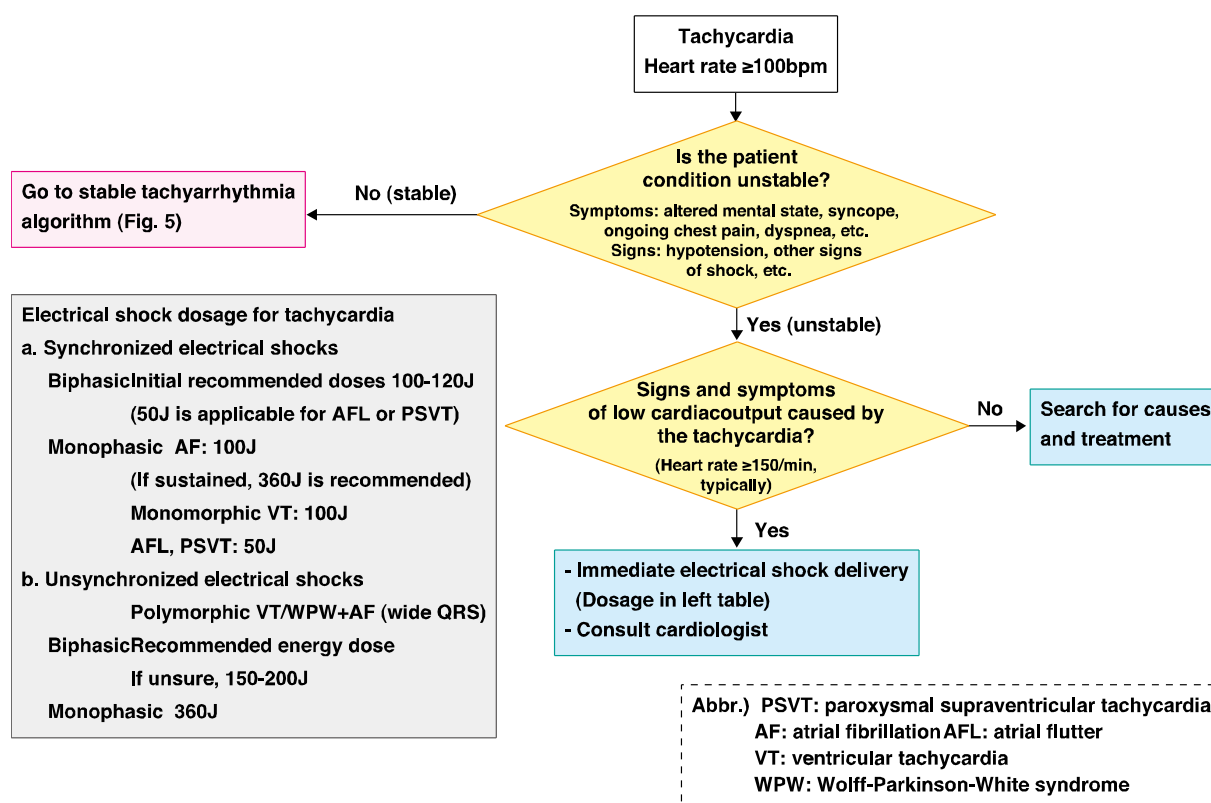 Tachycardia
Heart rate ≥100bpm
Is the patient
condition unstable?
Symptoms: altered mental state, syncope,
ongoing chest pain, dyspnea, etc.
Signs: hypotension, other signs
of shock, etc.
No (stable)
Go to stable tachyarrhythmia
algorithm (Fig. 5)
Yes (unstable)
Signs and symptoms
of low cardiacoutput caused by
the tachycardia?
(Heart rate ≥150/min,
typically)
No
Search for causes
and treatment
Yes
- Immediate electrical shock delivery
(Dosage in left table)
- Consult cardiologist
Electrical shock dosage for tachycardia
a. Synchronized electrical shocks
BiphasicInitial recommended doses 100-120J
(50J is applicable for AFL or PSVT)
Monophasic AF: 100J
(If sustained, 360J is recommended)
Monomorphic VT: 100J
AFL, PSVT: 50J
b. Unsynchronized electrical shocks
Polymorphic VT/WPW+AF (wide QRS)
BiphasicRecommended energy dose
If unsure, 150-200J
Monophasic 360J
Abbr.) PSVT: paroxysmal supraventricular tachycardia
AF: atrial fibrillation AFL: atrial flutter
VT: ventricular tachycardia
WPW: Wolff-Parkinson-White syndrome